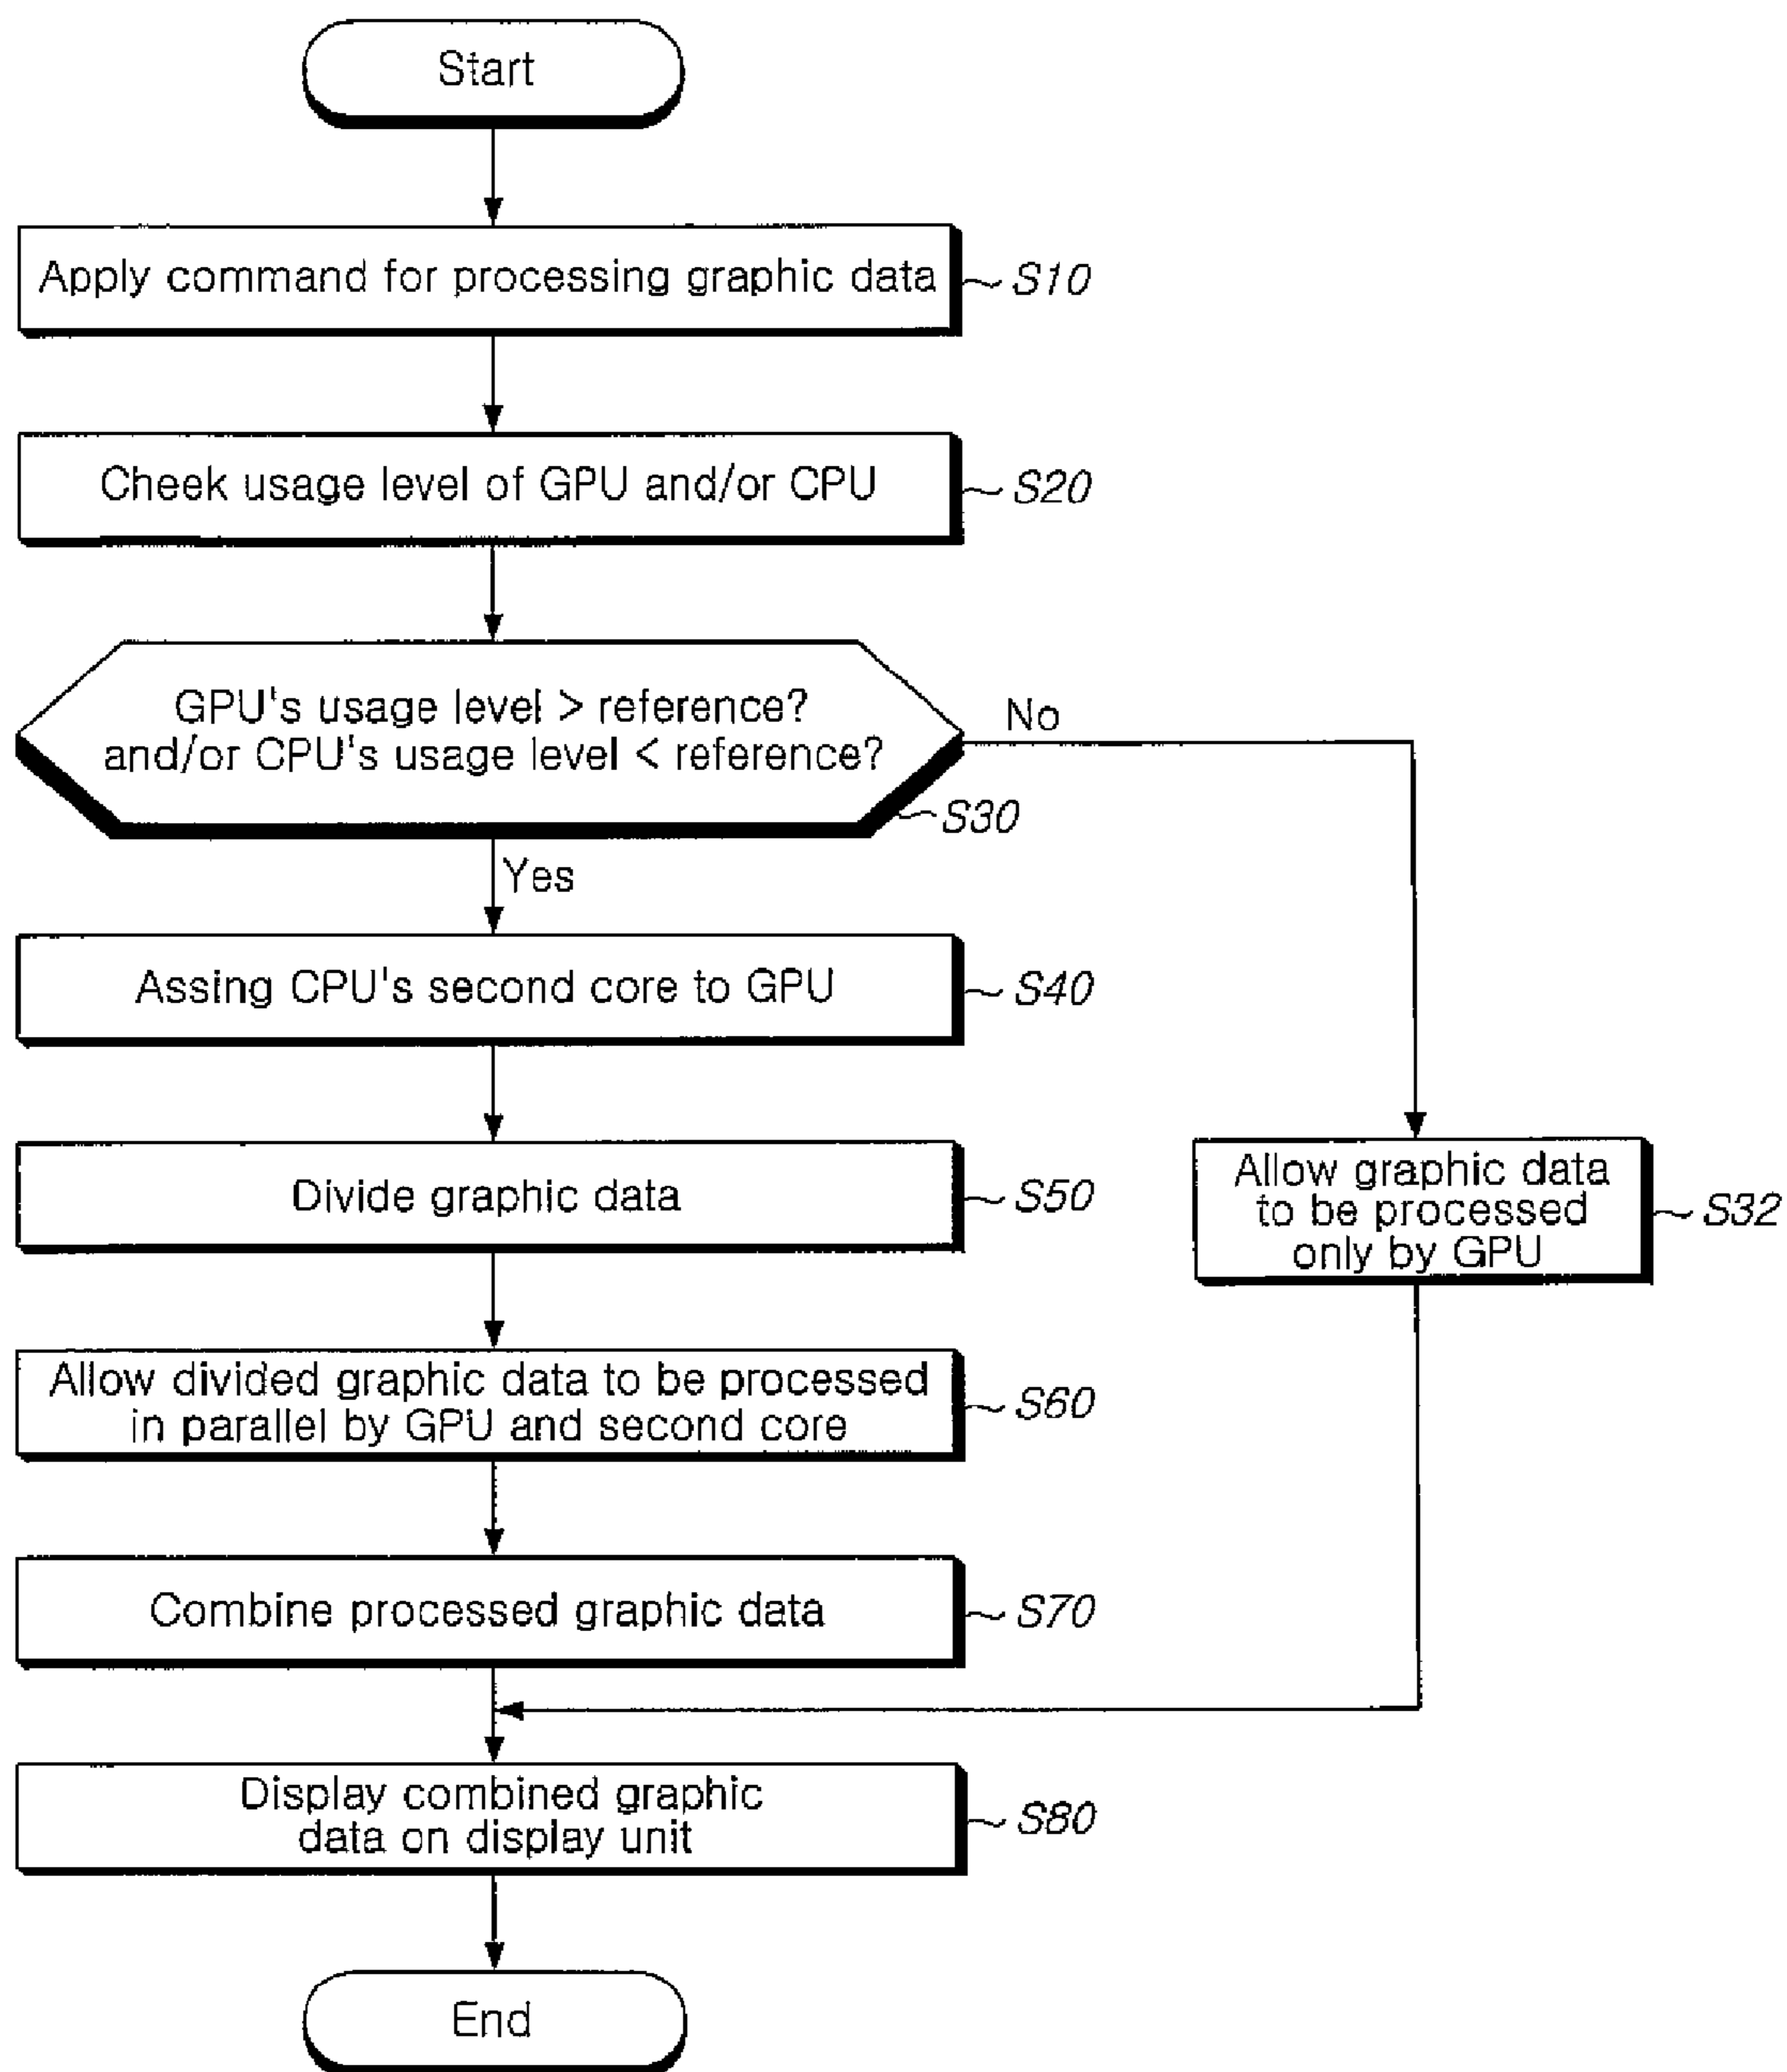 Start
Apply command for processing graphic data
S10
Cheek usage level of GPU and/or CPU
S20
GPU's usage level > reference?
and/or CPU's usage level < reference?
No
S30
Yes
Assing CPU's second core to GPU
S40
Divide graphic data
S50
Allow graphic data
to be processed
only by GPU
S32
Allow divided graphic data to be processed
in parallel by GPU and second core
S60
Combine processed graphic data
S70
Display combined graphic
data on display unit
S80
End